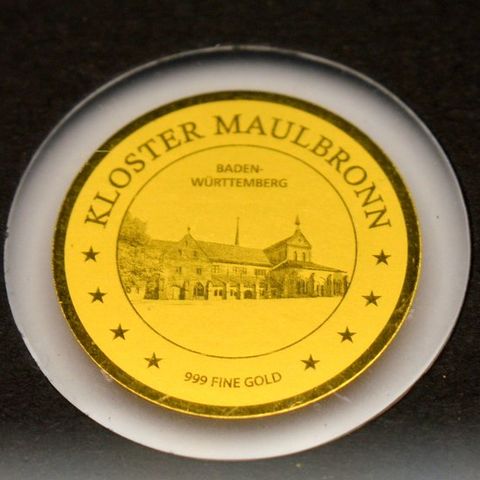 KLOSTER MAULBRONN
BADEN-
WÜRTTEMBERG
999 FINE GOLD